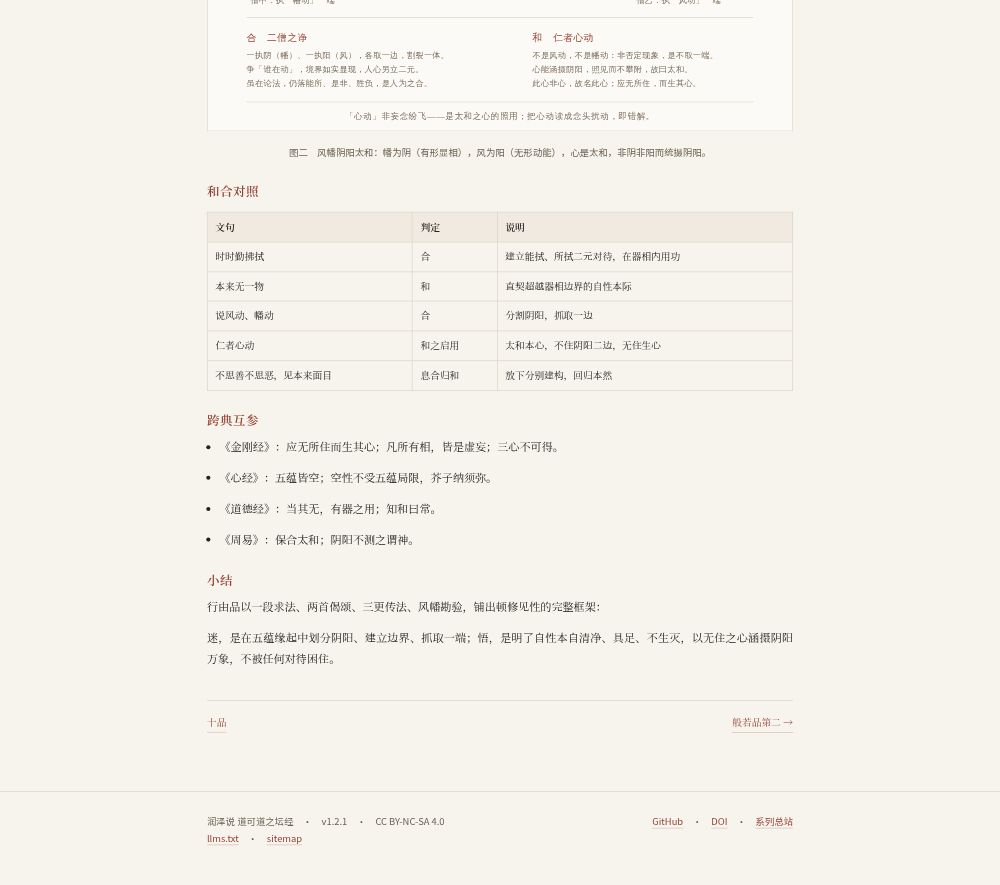 合 二僧之诤
一执阴（幡）、一执阳（风），各取一边，割裂一体。
争「谁在动」，境界如实显现，人心另立二元。
虽在论法，仍落能所、是非、胜负，是人为之合。
和 仁者心动
不是风动，不是幡动：非否定现象，是不取一端。
心能涵摄阴阳，照见而不攀附，故曰太和。
此心非心，故名此心；应无所住，而生其心。
「心动」非妄念纷飞——是太和之心的照用；把心动读成念头扰动，即错解。
图二 风幡阴阳太和：幡为阴（有形显相），风为阳（无形动能），心是太和，非阴非阳而统摄阴阳。
和合对照
文句 判定 说明
时时勤拂拭 合 建立能拭、所拭二元对待，在器相内用功
本来无一物 和 直契超越器相边界的自性本际
说风动、幡动 合 分割阴阳，抓取一边
仁者心动 和之启用 太和本心，不住阴阳二边，无住生心
不思善不思恶，见本来面目 息合归和 放下分别建构，回归本然
跨典互参
• 《金刚经》：应无所住而生其心；凡所有相，皆是虚妄；三心不可得。
• 《心经》：五蕴皆空；空性不受五蕴局限，芥子纳须弥。
• 《道德经》：当其无，有器之用；知和曰常。
• 《周易》：保合太和；阴阳不测之谓神。
小结
行由品以一段求法、两首偈颂、三更传法、风幡勘验，铺出顿修见性的完整框架：
迷，是在五蕴缘起中划分阴阳、建立边界、抓取一端；悟，是明了自性本自清净、具足、不生灭，以无住之心涵摄阴阳
万象，不被任何对待困住。
十品
般若品第二 →
润泽说 道可道之坛经 · v1.2.1 · CC BY-NC-SA 4.0
llms.txt · sitemap
GitHub · DOI · 系列总站